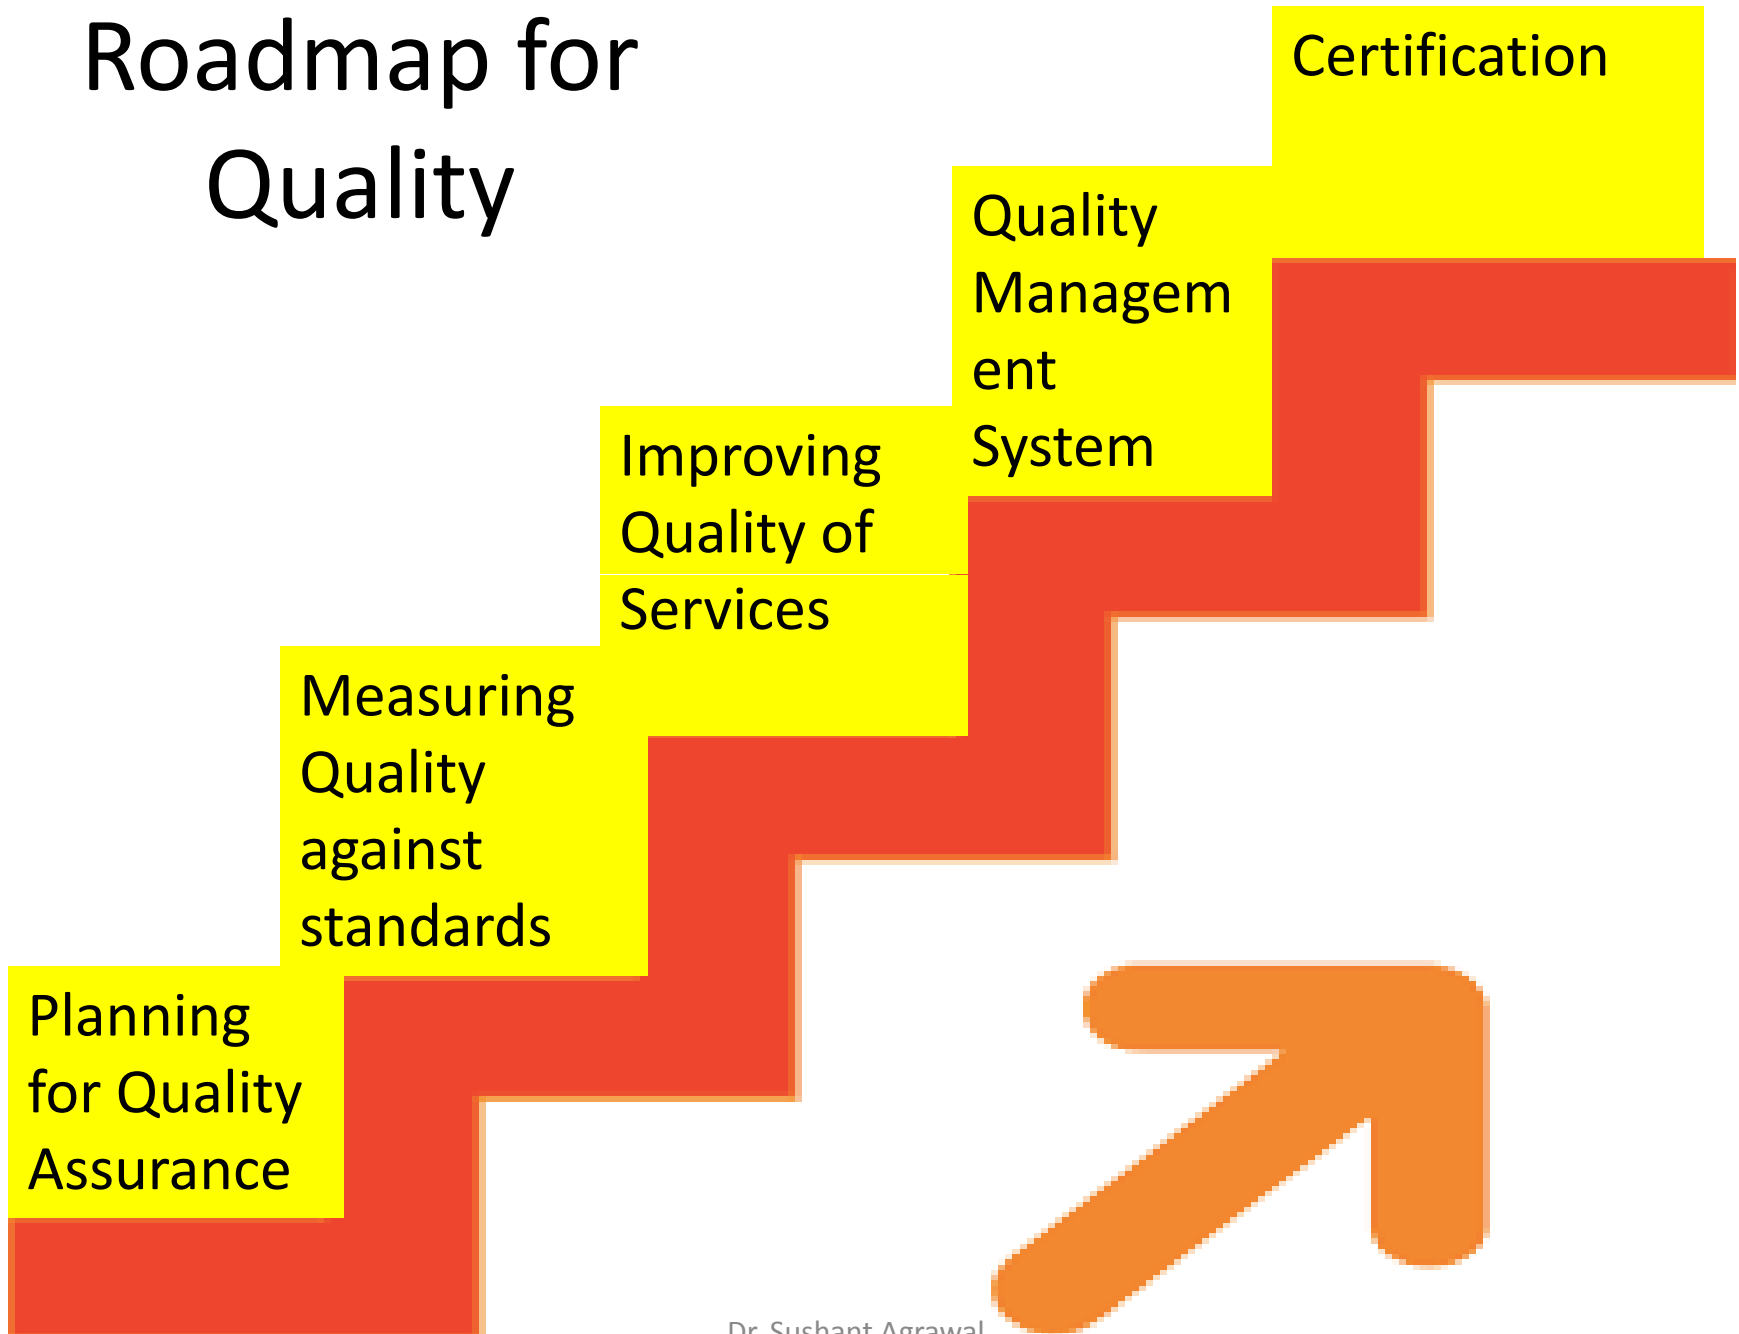 Roadmap for
Quality
Certification
Quality
Managem
ent
System
Improving
Quality of
Services
Measuring
Quality
against
standards
Planning
for Quality
Assurance
Dr. Sushant Agrawal